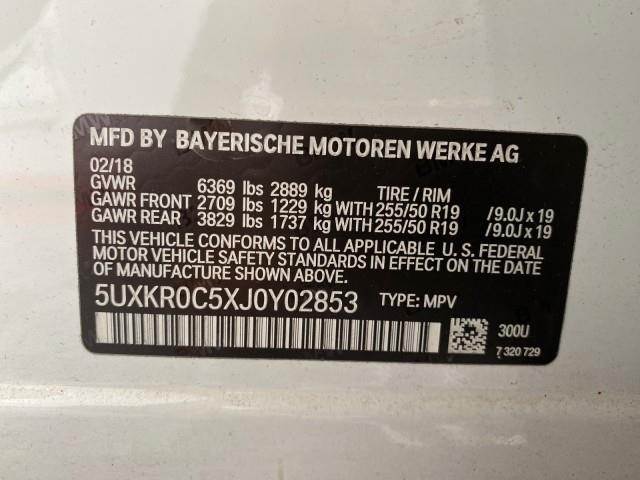 MFD BY BAYERISCHE MOTOREN WERKE AG
02/18
GVWR 6369 lbs 2889 kg TIRE / RIM
GAWR FRONT 2709 lbs 1229 kg WITH 255/50 R19 /9.0J x 19
GAWR REAR 3829 lbs 1737 kg WITH 255/50 R19 /9.0J x 19
THIS VEHICLE CONFORMS TO ALL APPLICABLE U. S. FEDERAL
MOTOR VEHICLE SAFETY STANDARDS IN EFFECT ON THE DATE OF
MANUFACTURE SHOWN ABOVE.
5UXKR0C5XJ0Y02853 TYPE: MPV
300U
7 320 729